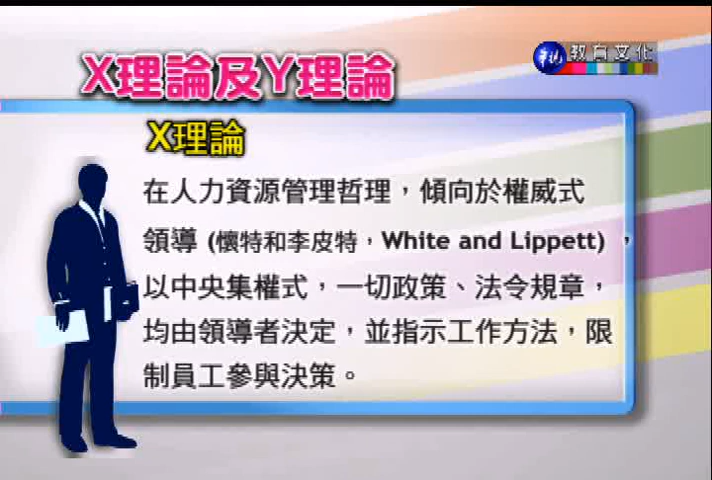 X理論及Y理論
華視 教育文化
X理論
在人力資源管理哲理，傾向於權威式
領導 (懷特和李皮特，White and Lippett)，
以中央集權式，一切政策、法令規章，
均由領導者決定，並指示工作方法，限
制員工參與決策。